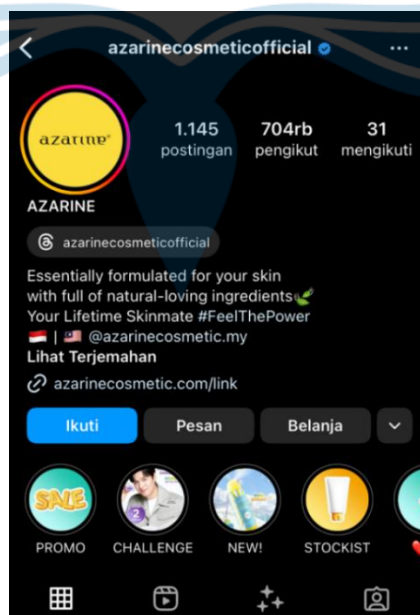 azarinecosmeticofficial
azarine
1.145 704rb 31
postingan pengikut mengikuti
AZARINE
azarinecosmeticofficial
Essentially formulated for your skin
with full of natural-loving ingredients🌿
Your Lifetime Skinmate #FeelThePower
🇮🇩 | 🇲🇾 @azarinecosmetic.my
Lihat Terjemahan
azarinecosmetic.com/link
Ikuti Pesan Belanja
SALE
2
PROMO CHALLENGE NEW! STOCKIST